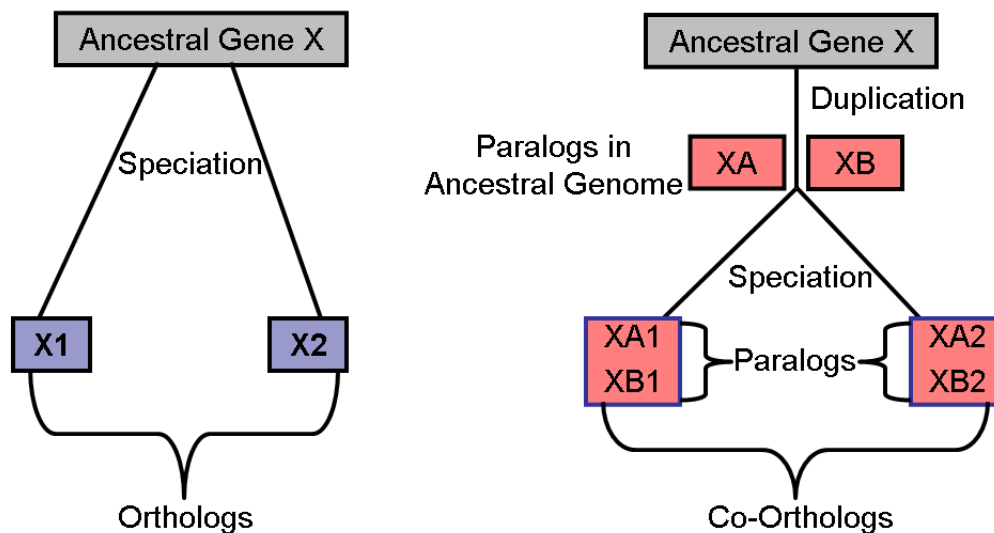 Ancestral Gene X
Speciation
X1
X2
Orthologs
Ancestral Gene X
Duplication
Paralogs in
Ancestral Genome
XA
XB
Speciation
XA1
XB1
Paralogs
XA2
XB2
Co-Orthologs